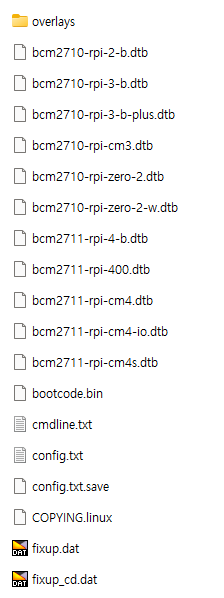 overlays
bcm2710-rpi-2-b.dtb
bcm2710-rpi-3-b.dtb
bcm2710-rpi-3-b-plus.dtb
bcm2710-rpi-cm3.dtb
bcm2710-rpi-zero-2.dtb
bcm2710-rpi-zero-2-w.dtb
bcm2711-rpi-4-b.dtb
bcm2711-rpi-400.dtb
bcm2711-rpi-cm4.dtb
bcm2711-rpi-cm4-io.dtb
bcm2711-rpi-cm4s.dtb
bootcode.bin
cmdline.txt
config.txt
config.txt.save
COPYING.linux
DAT fixup.dat
DAT fixup_cd.dat